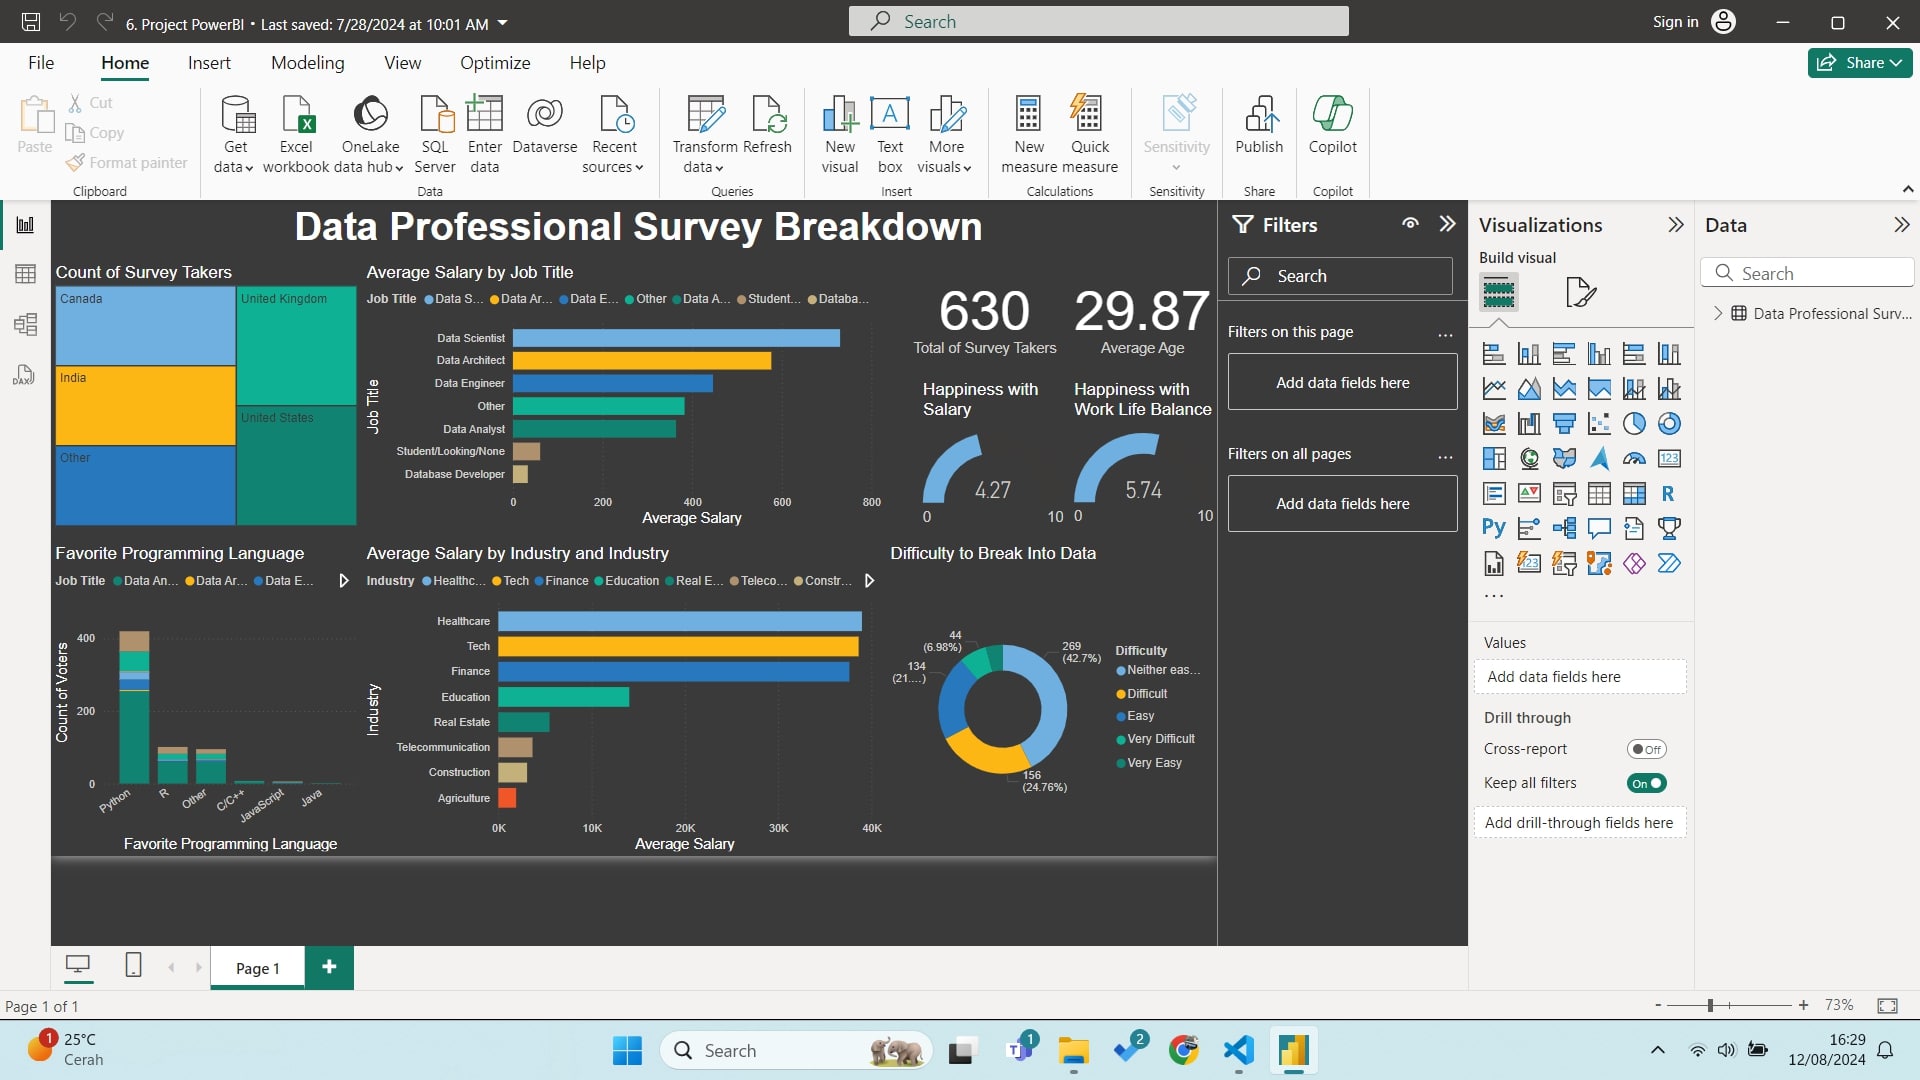 6. Project PowerBI • Last saved: 7/28/2024 at 10:01 AM
Search
Sign in
File
Home
Insert
Modeling
View
Optimize
Help
Share
Paste
Cut
Copy
Format painter
Clipboard
Get data
Excel workbook
OneLake data hub
SQL Server
Enter data
Dataverse
Recent sources
Data
Transform data
Refresh
Queries
New visual
Text box
More visuals
Insert
New measure
Quick measure
Calculations
Sensitivity
Sensitivity
Publish
Share
Copilot
Copilot
DAX
Data Professional Survey Breakdown
Count of Survey Takers
Canada
United Kingdom
India
United States
Other
Average Salary by Job Title
Job Title Data S... Data Ar... Data E... Other Data A... Student... Databa...
Job Title
Data Scientist
Data Architect
Data Engineer
Other
Data Analyst
Student/Looking/None
Database Developer
0 200 400 600 800
Average Salary
630
Total of Survey Takers
29.87
Average Age
Happiness with
Salary
4.27
0 10
Happiness with
Work Life Balance
5.74
0 10
Favorite Programming Language
Job Title Data An... Data Ar... Data E...
Count of Voters
400
200
0
Python
R
Other
C/C++
JavaScript
Java
Favorite Programming Language
Average Salary by Industry and Industry
Industry Healthc... Tech Finance Education Real E... Teleco... Constr...
Industry
Healthcare
Tech
Finance
Education
Real Estate
Telecommunication
Construction
Agriculture
0K 10K 20K 30K 40K
Average Salary
Difficulty to Break Into Data
44
(6.98%)
269
(42.7%)
134
(21....)
156
(24.76%)
Difficulty
Neither eas...
Difficult
Easy
Very Difficult
Very Easy
Filters
Search
Filters on this page
...
Add data fields here
Filters on all pages
...
Add data fields here
Visualizations
Build visual
123
R
Py
123
...
Values
Add data fields here
Drill through
Cross-report
Off
Keep all filters
On
Add drill-through fields here
Data
Search
Data Professional Surv...
Page 1
+
Page 1 of 1
- + 73%
1
25°C
Cerah
Search
1
2
16:29
12/08/2024